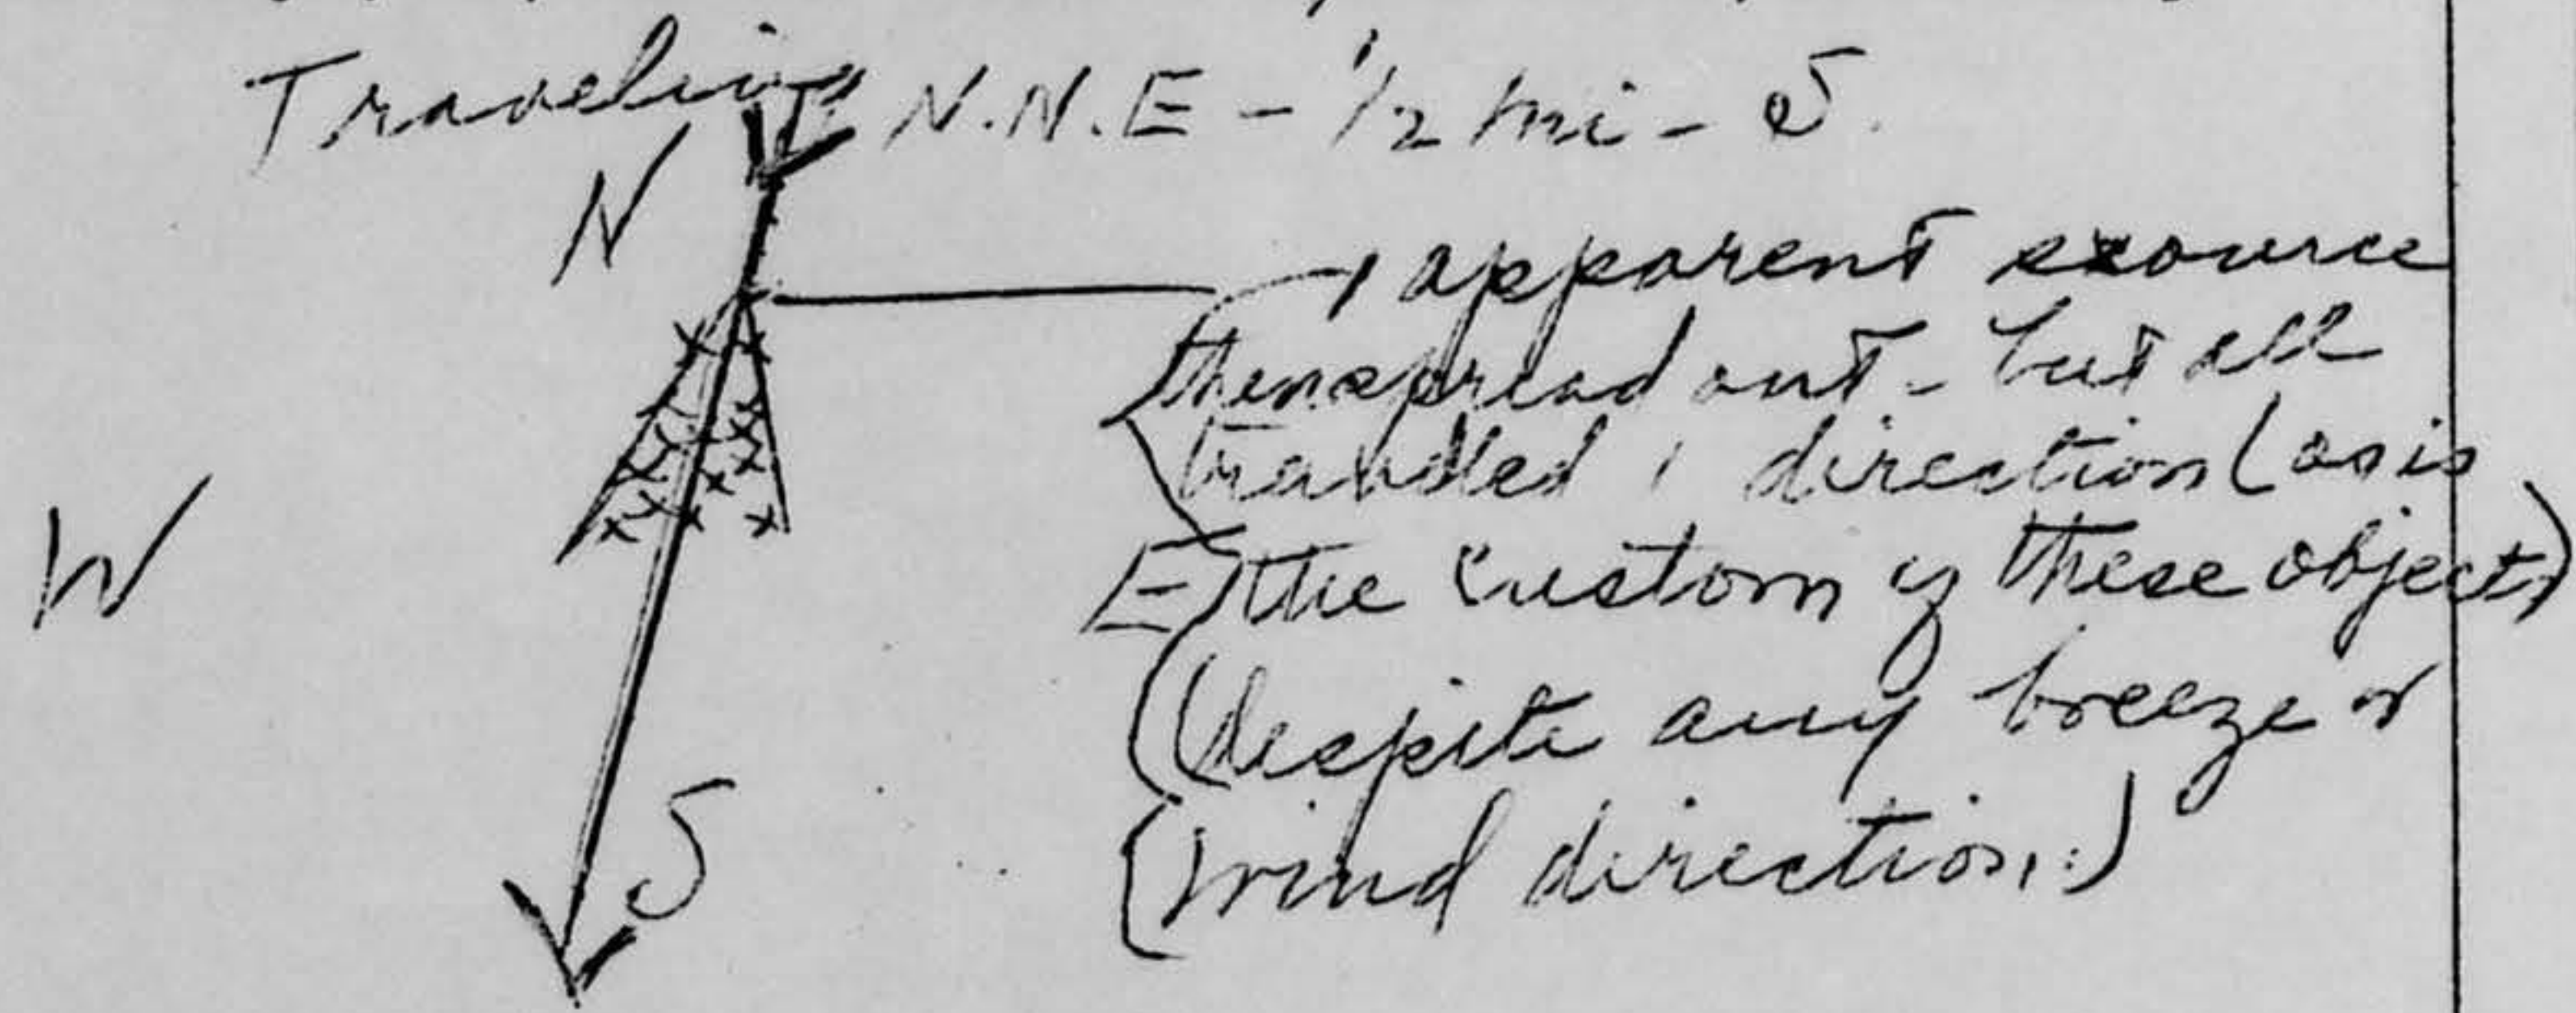 Traveling N.N.E - 1/2 mi - S.
N
1 apparent source
then spread out - but all
W
travelled 1 direction (as is
E
the custom of these objects)
(despite any breeze or
wind direction.)
S